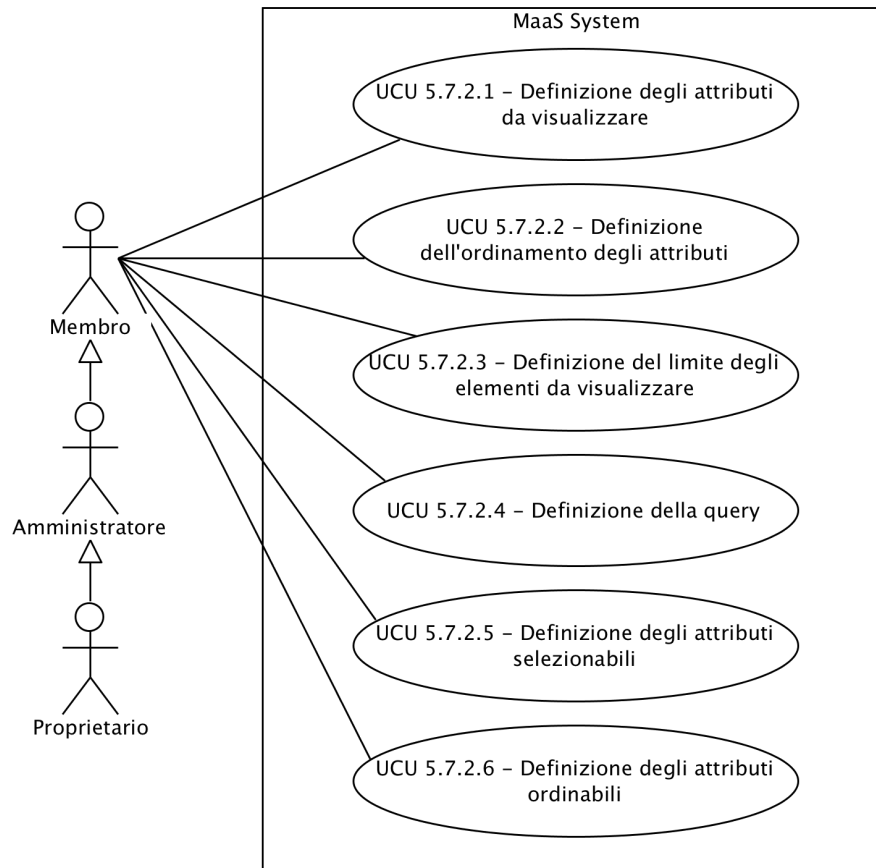 MaaS System
UCU 5.7.2.1 – Definizione degli attributi
da visualizzare
UCU 5.7.2.2 – Definizione
dell'ordinamento degli attributi
Membro
UCU 5.7.2.3 – Definizione del limite degli
elementi da visualizzare
UCU 5.7.2.4 – Definizione della query
Amministratore
UCU 5.7.2.5 – Definizione degli attributi
selezionabili
Proprietario
UCU 5.7.2.6 – Definizione degli attributi
ordinabili